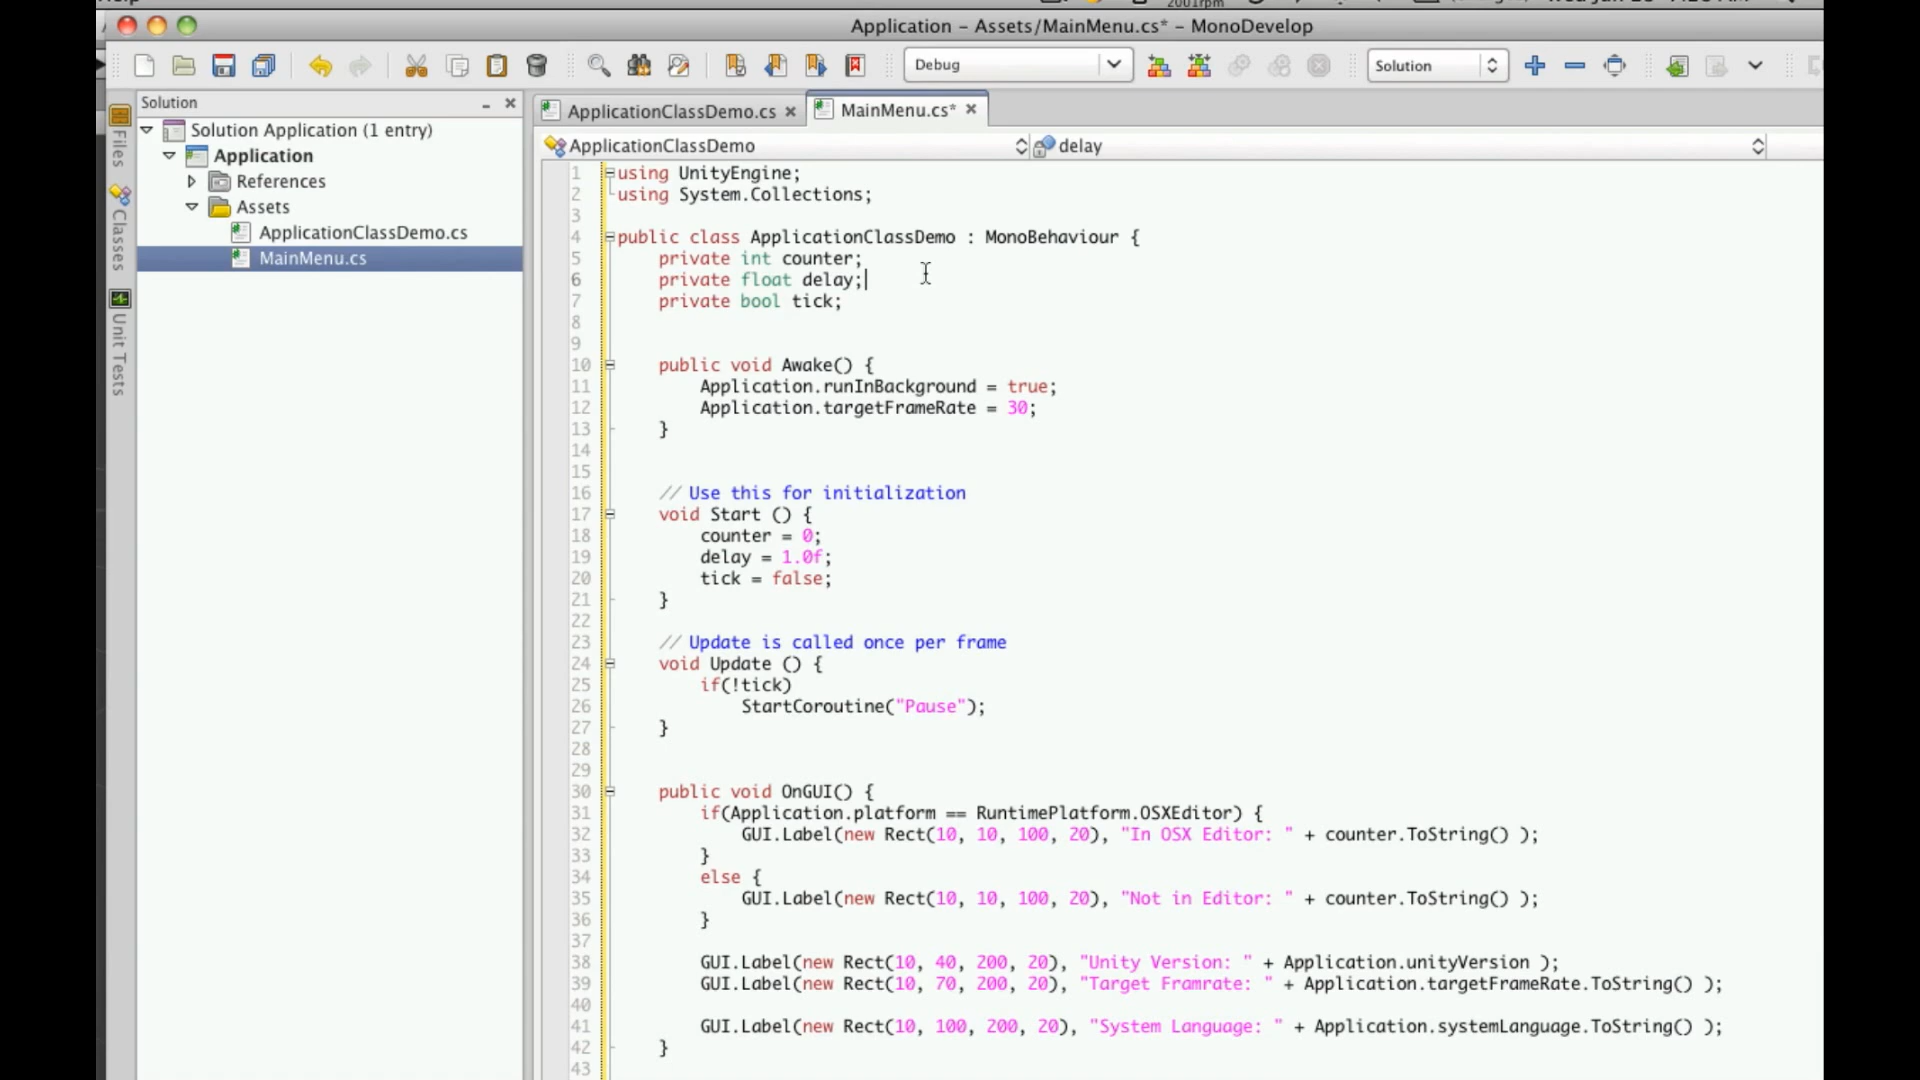 Application – Assets/MainMenu.cs* – MonoDevelop
Debug
Solution
Solution
ApplicationClassDemo.cs
MainMenu.cs*
Solution Application (1 entry)
Application
References
Assets
ApplicationClassDemo.cs
MainMenu.cs
Files
Classes
Unit Tests
ApplicationClassDemo
delay
1 using UnityEngine;
2 using System.Collections;
3
4 public class ApplicationClassDemo : MonoBehaviour {
5 private int counter;
6 private float delay;
7 private bool tick;
8
9
10 public void Awake() {
11 Application.runInBackground = true;
12 Application.targetFrameRate = 30;
13 }
14
15
16 // Use this for initialization
17 void Start () {
18 counter = 0;
19 delay = 1.0f;
20 tick = false;
21 }
22
23 // Update is called once per frame
24 void Update () {
25 if(!tick)
26 StartCoroutine("Pause");
27 }
28
29
30 public void OnGUI() {
31 if(Application.platform == RuntimePlatform.OSXEditor) {
32 GUI.Label(new Rect(10, 10, 100, 20), "In OSX Editor: " + counter.ToString() );
33 }
34 else {
35 GUI.Label(new Rect(10, 10, 100, 20), "Not in Editor: " + counter.ToString() );
36 }
37
38 GUI.Label(new Rect(10, 40, 200, 20), "Unity Version: " + Application.unityVersion );
39 GUI.Label(new Rect(10, 70, 200, 20), "Target Framrate: " + Application.targetFrameRate.ToString() );
40
41 GUI.Label(new Rect(10, 100, 200, 20), "System Language: " + Application.systemLanguage.ToString() );
42 }
43